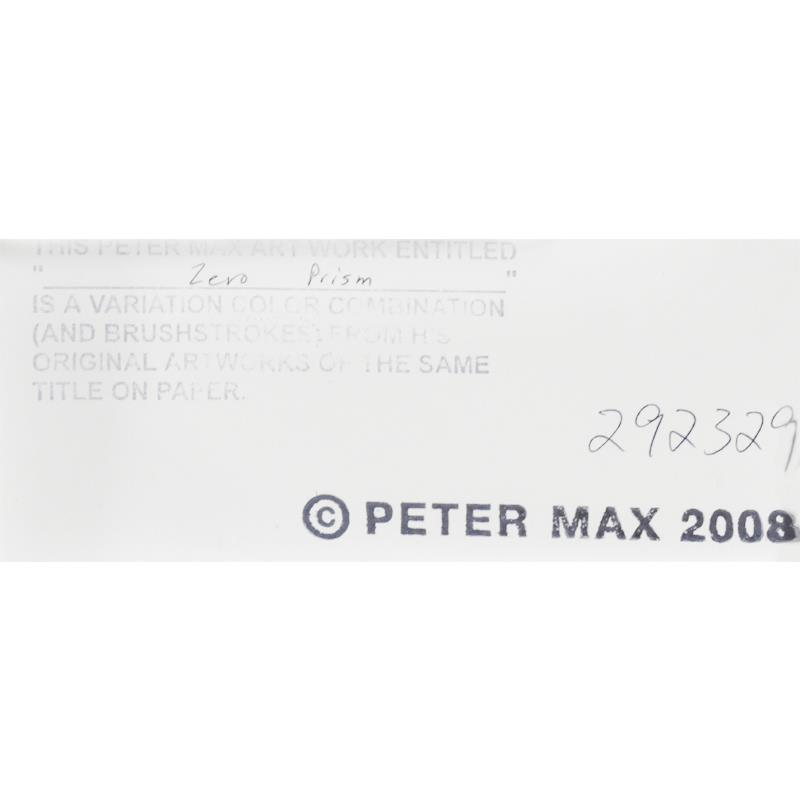 THIS PETER MAX ART WORK ENTITLED
" Zero Prism "
IS A VARIATION COLOR COMBINATION
(AND BRUSHSTROKES) FROM HIS
ORIGINAL ARTWORKS OF THE SAME
TITLE ON PAPER.
292329
© PETER MAX 2008